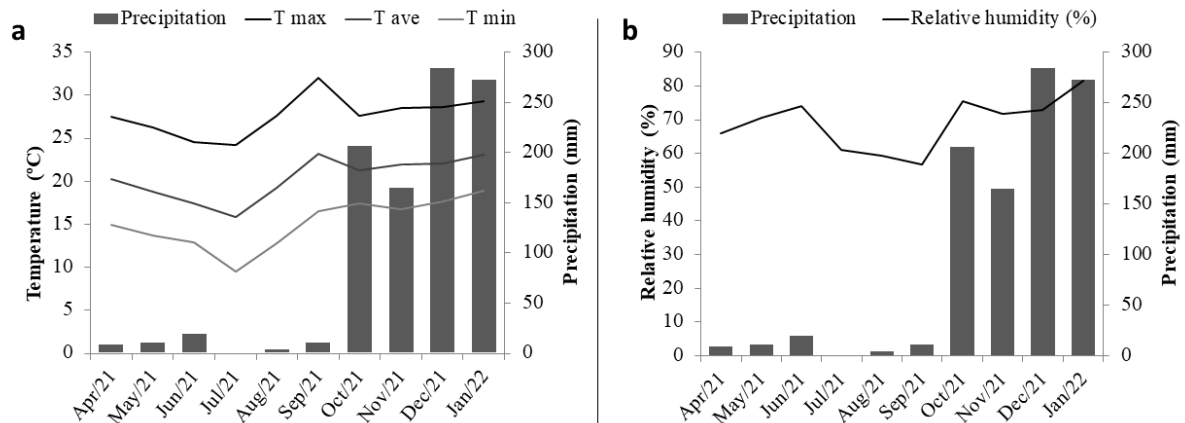 a
Precipitation T max T ave T min
Temperature (ºC)
35
30
25
20
15
10
5
0
Precipitation (mm)
300
250
200
150
100
50
0
Apr/21
May/21
Jun/21
Jul/21
Aug/21
Sep/21
Oct/21
Nov/21
Dec/21
Jan/22
b
Precipitation Relative humidity (%)
Relative humidity (%)
90
80
70
60
50
40
30
20
10
0
Precipitation (mm)
300
250
200
150
100
50
0
Apr/21
May/21
Jun/21
Jul/21
Aug/21
Sep/21
Oct/21
Nov/21
Dec/21
Jan/22